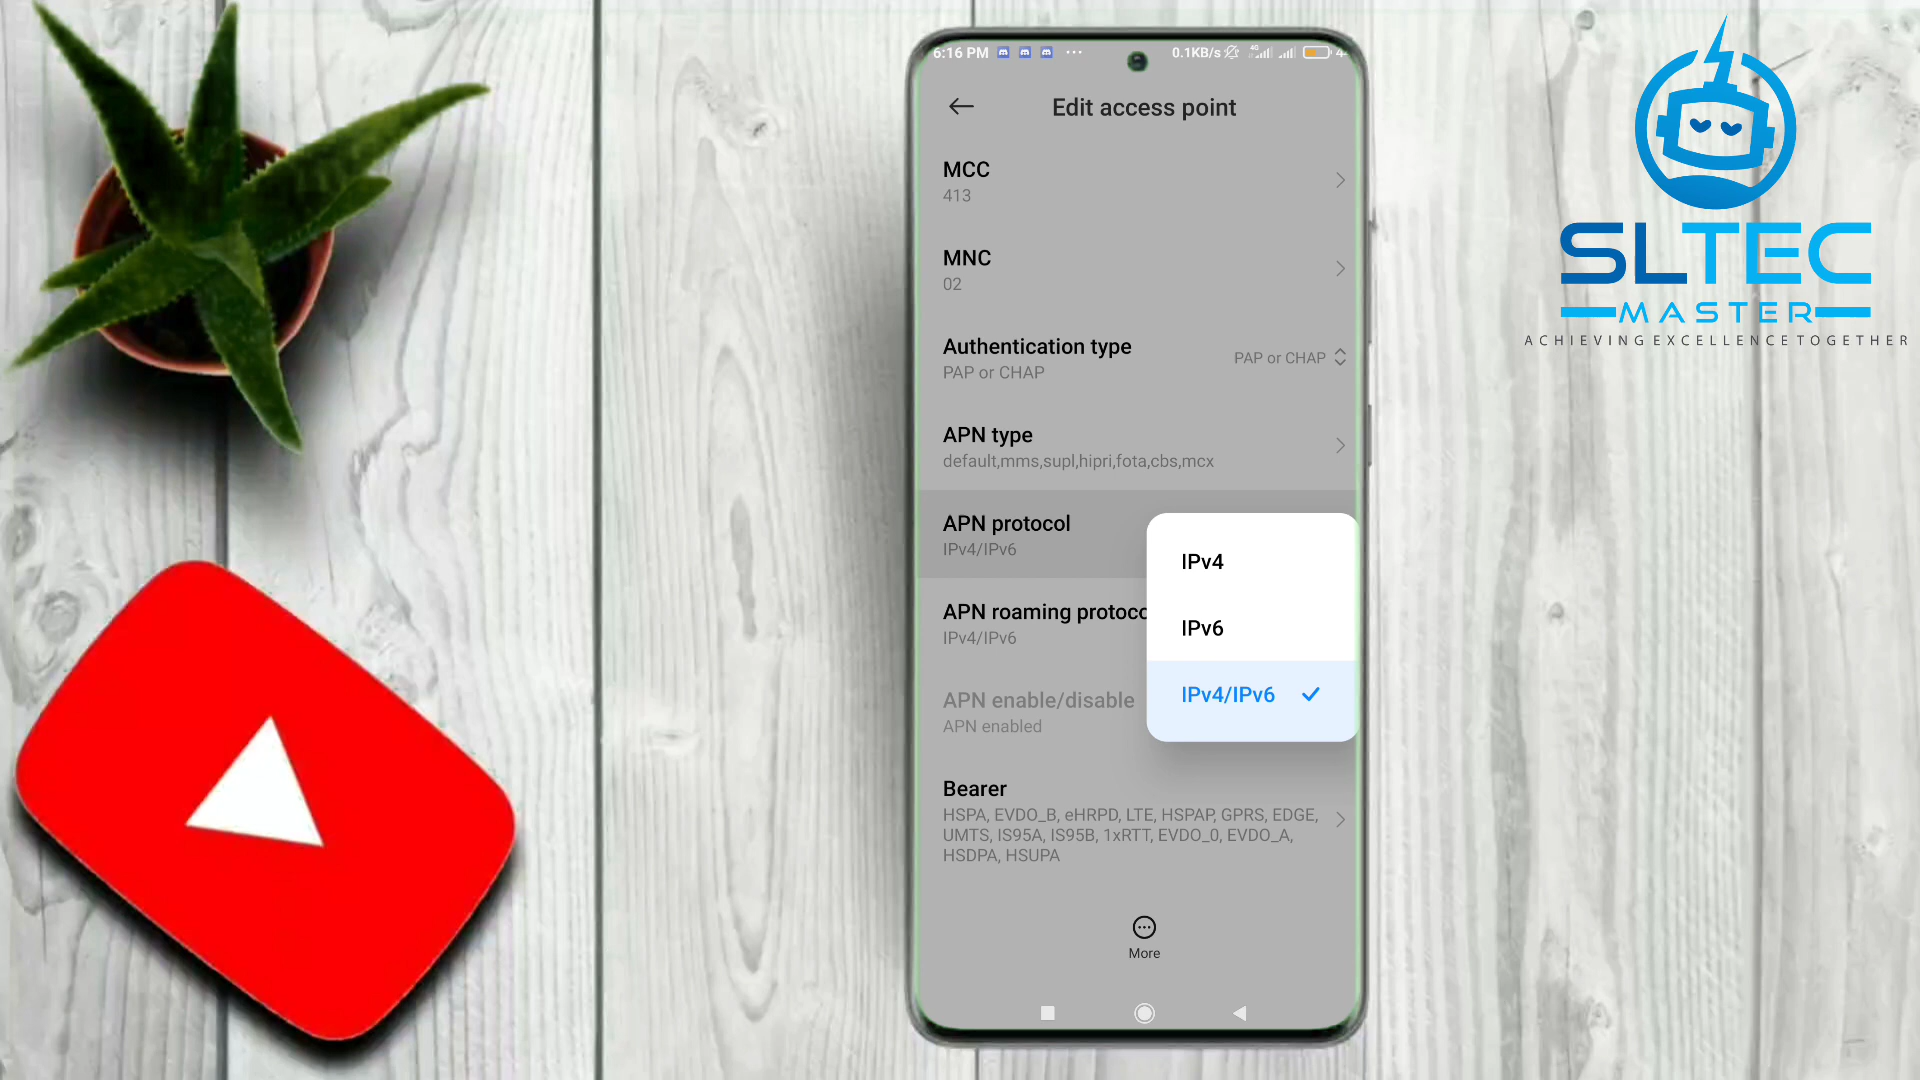 6:16 PM
0.1KB/s
4G
Edit access point
MCC
413
MNC
02
Authentication type
PAP or CHAP
PAP or CHAP
APN type
default,mms,supl,hipri,fota,cbs,mcx
APN protocol
IPv4/IPv6
IPv4
IPv6
IPv4/IPv6
APN roaming protoco
IPv4/IPv6
APN enable/disable
APN enabled
Bearer
HSPA, EVDO_B, eHRPD, LTE, HSPAP, GPRS, EDGE,
UMTS, IS95A, IS95B, 1xRTT, EVDO_0, EVDO_A,
HSDPA, HSUPA
More
SLTEC
MASTER
ACHIEVING EXCELLENCE TOGETHER